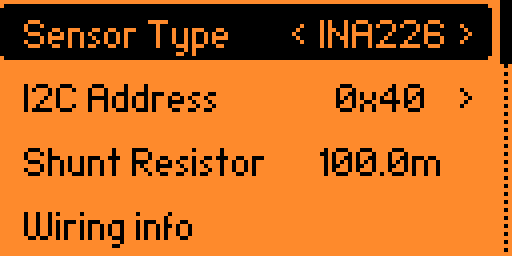 Sensor Type < INA226 >
I2C Address 0x40 >
Shunt Resistor 100.0m
Wiring info